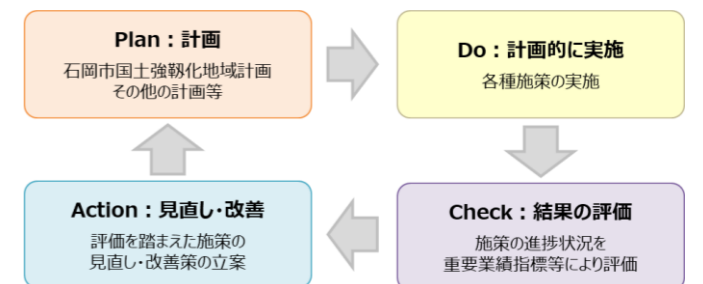 Plan：計画
石岡市国土強靱化地域計画
その他の計画等
Do：計画的に実施
各種施策の実施
Check：結果の評価
施策の進捗状況を
重要業績指標等により評価
Action：見直し・改善
評価を踏まえた施策の
見直し・改善策の立案